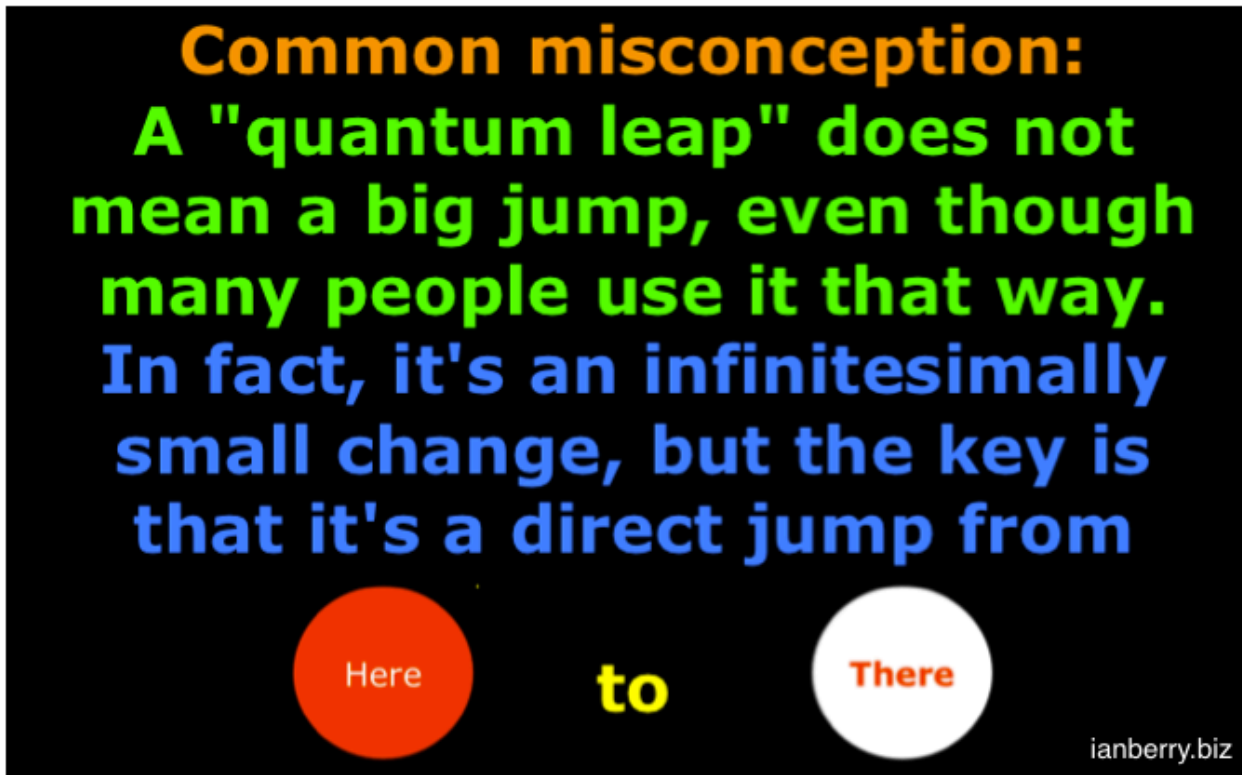 Common misconception:
A "quantum leap" does not
mean a big jump, even though
many people use it that way.
In fact, it's an infinitesimally
small change, but the key is
that it's a direct jump from
Here to There
ianberry.biz